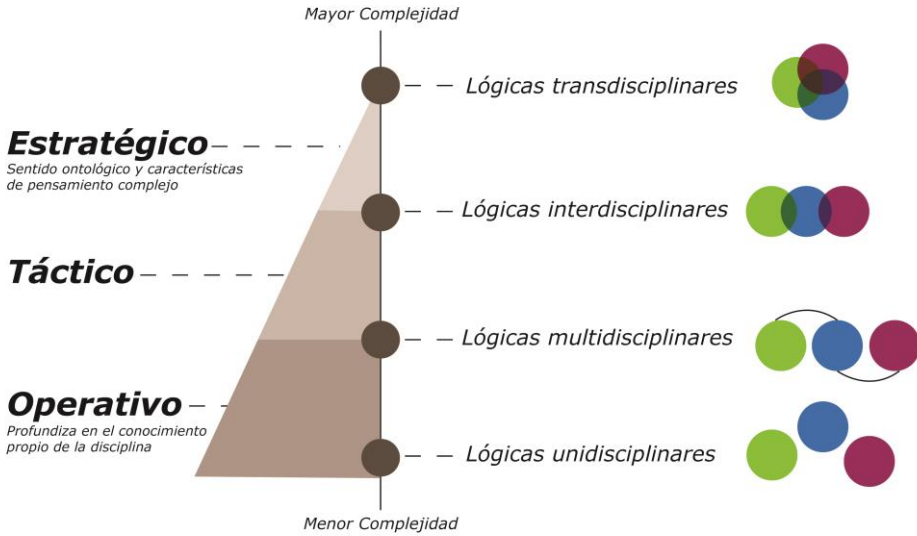 Mayor Complejidad
Lógicas transdisciplinares
Estratégico
Sentido ontológico y características
de pensamiento complejo
Lógicas interdisciplinares
Táctico
Lógicas multidisciplinares
Operativo
Profundiza en el conocimiento
propio de la disciplina
Lógicas unidisciplinares
Menor Complejidad